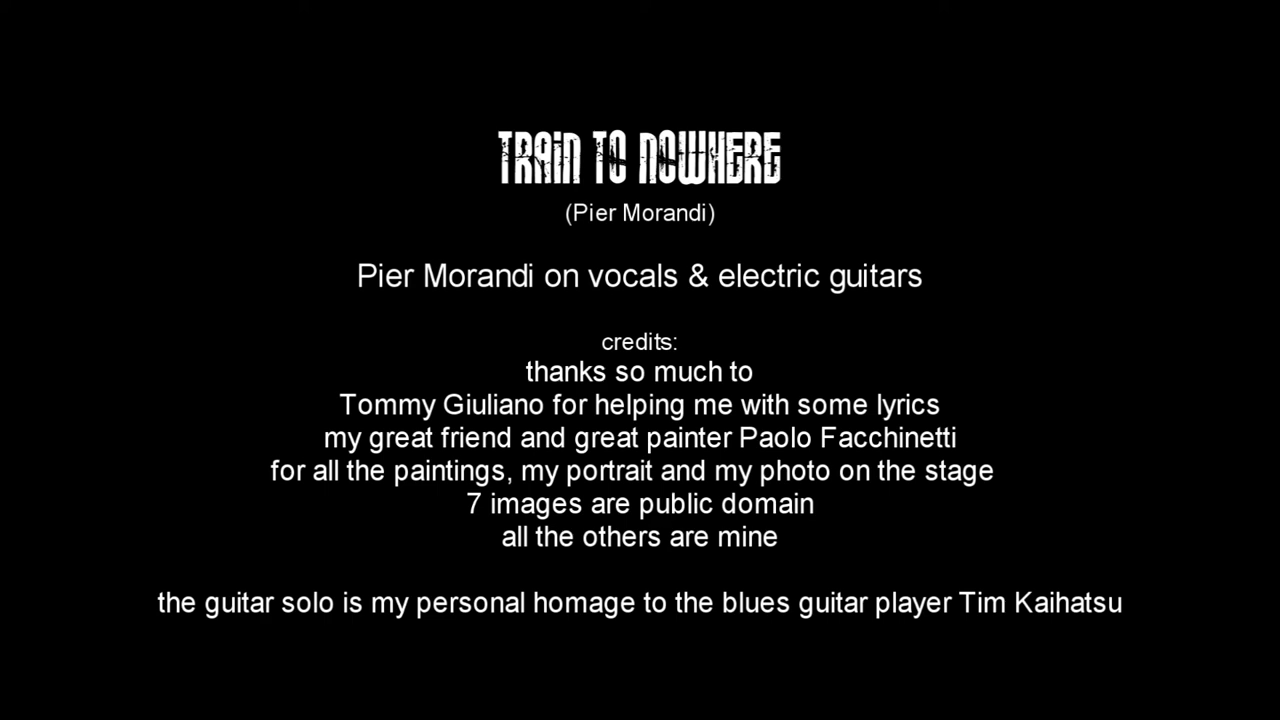 TRAiN TO NOWHERE
(Pier Morandi)
Pier Morandi on vocals & electric guitars
credits:
thanks so much to
Tommy Giuliano for helping me with some lyrics
my great friend and great painter Paolo Facchinetti
for all the paintings, my portrait and my photo on the stage
7 images are public domain
all the others are mine
the guitar solo is my personal homage to the blues guitar player Tim Kaihatsu